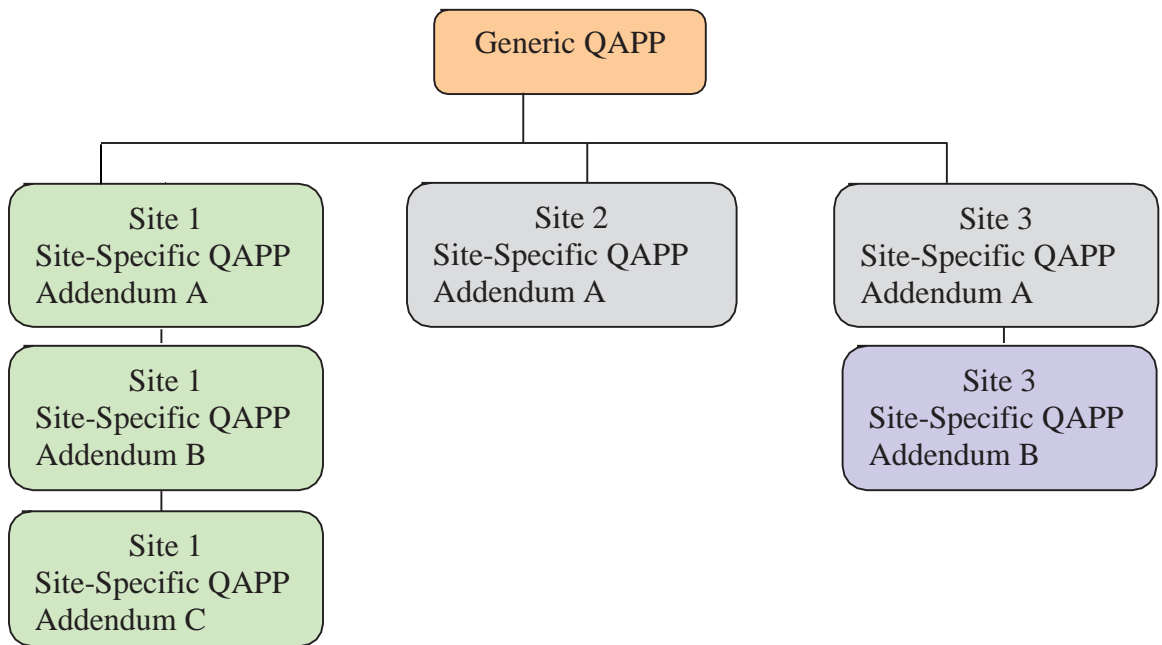 Generic QAPP
Site 1
Site-Specific QAPP
Addendum A
Site 2
Site-Specific QAPP
Addendum A
Site 3
Site-Specific QAPP
Addendum A
Site 1
Site-Specific QAPP
Addendum B
Site 3
Site-Specific QAPP
Addendum B
Site 1
Site-Specific QAPP
Addendum C